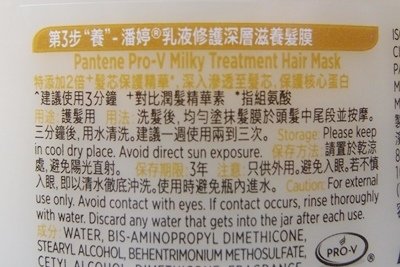 第3步“養”-潘婷®乳液修護深層滋養髮膜
Pantene Pro-V Milky Treatment Hair Mask
特添加2倍⁺髮芯保護精華*深入滲透至髮芯,保護核心蛋白
^建議使用3分鐘 +對比潤髮精華素 *指組氨酸
用途 護髮用 用法: 洗髮後,均勻塗抹髮膜於頭髮中尾段並按摩。
三分鐘後,用水清洗。建議一週使用兩到三次。 Storage: Please keep
in cool/dry area. Avoid direct sun exposure. 保存方法 請置於乾涼
處,避免陽光直射。 保存期限 3年 注意 只供外用。避免入眼。若不慎
入眼,即以清水徹底沖洗。使用時避免瓶內進水。 Caution: For external
use only. Avoid contact with eyes. If contact occurs, rinse thoroughly
with water. Discard any water that gets into the jar after each use.
成分: WATER, BIS-AMINOPROPYL DIMETHICONE,
STEARYL ALCOHOL, BEHENTRIMONIUM METHOSULFATE,
CETYL ALCOHOL,
PRO-V